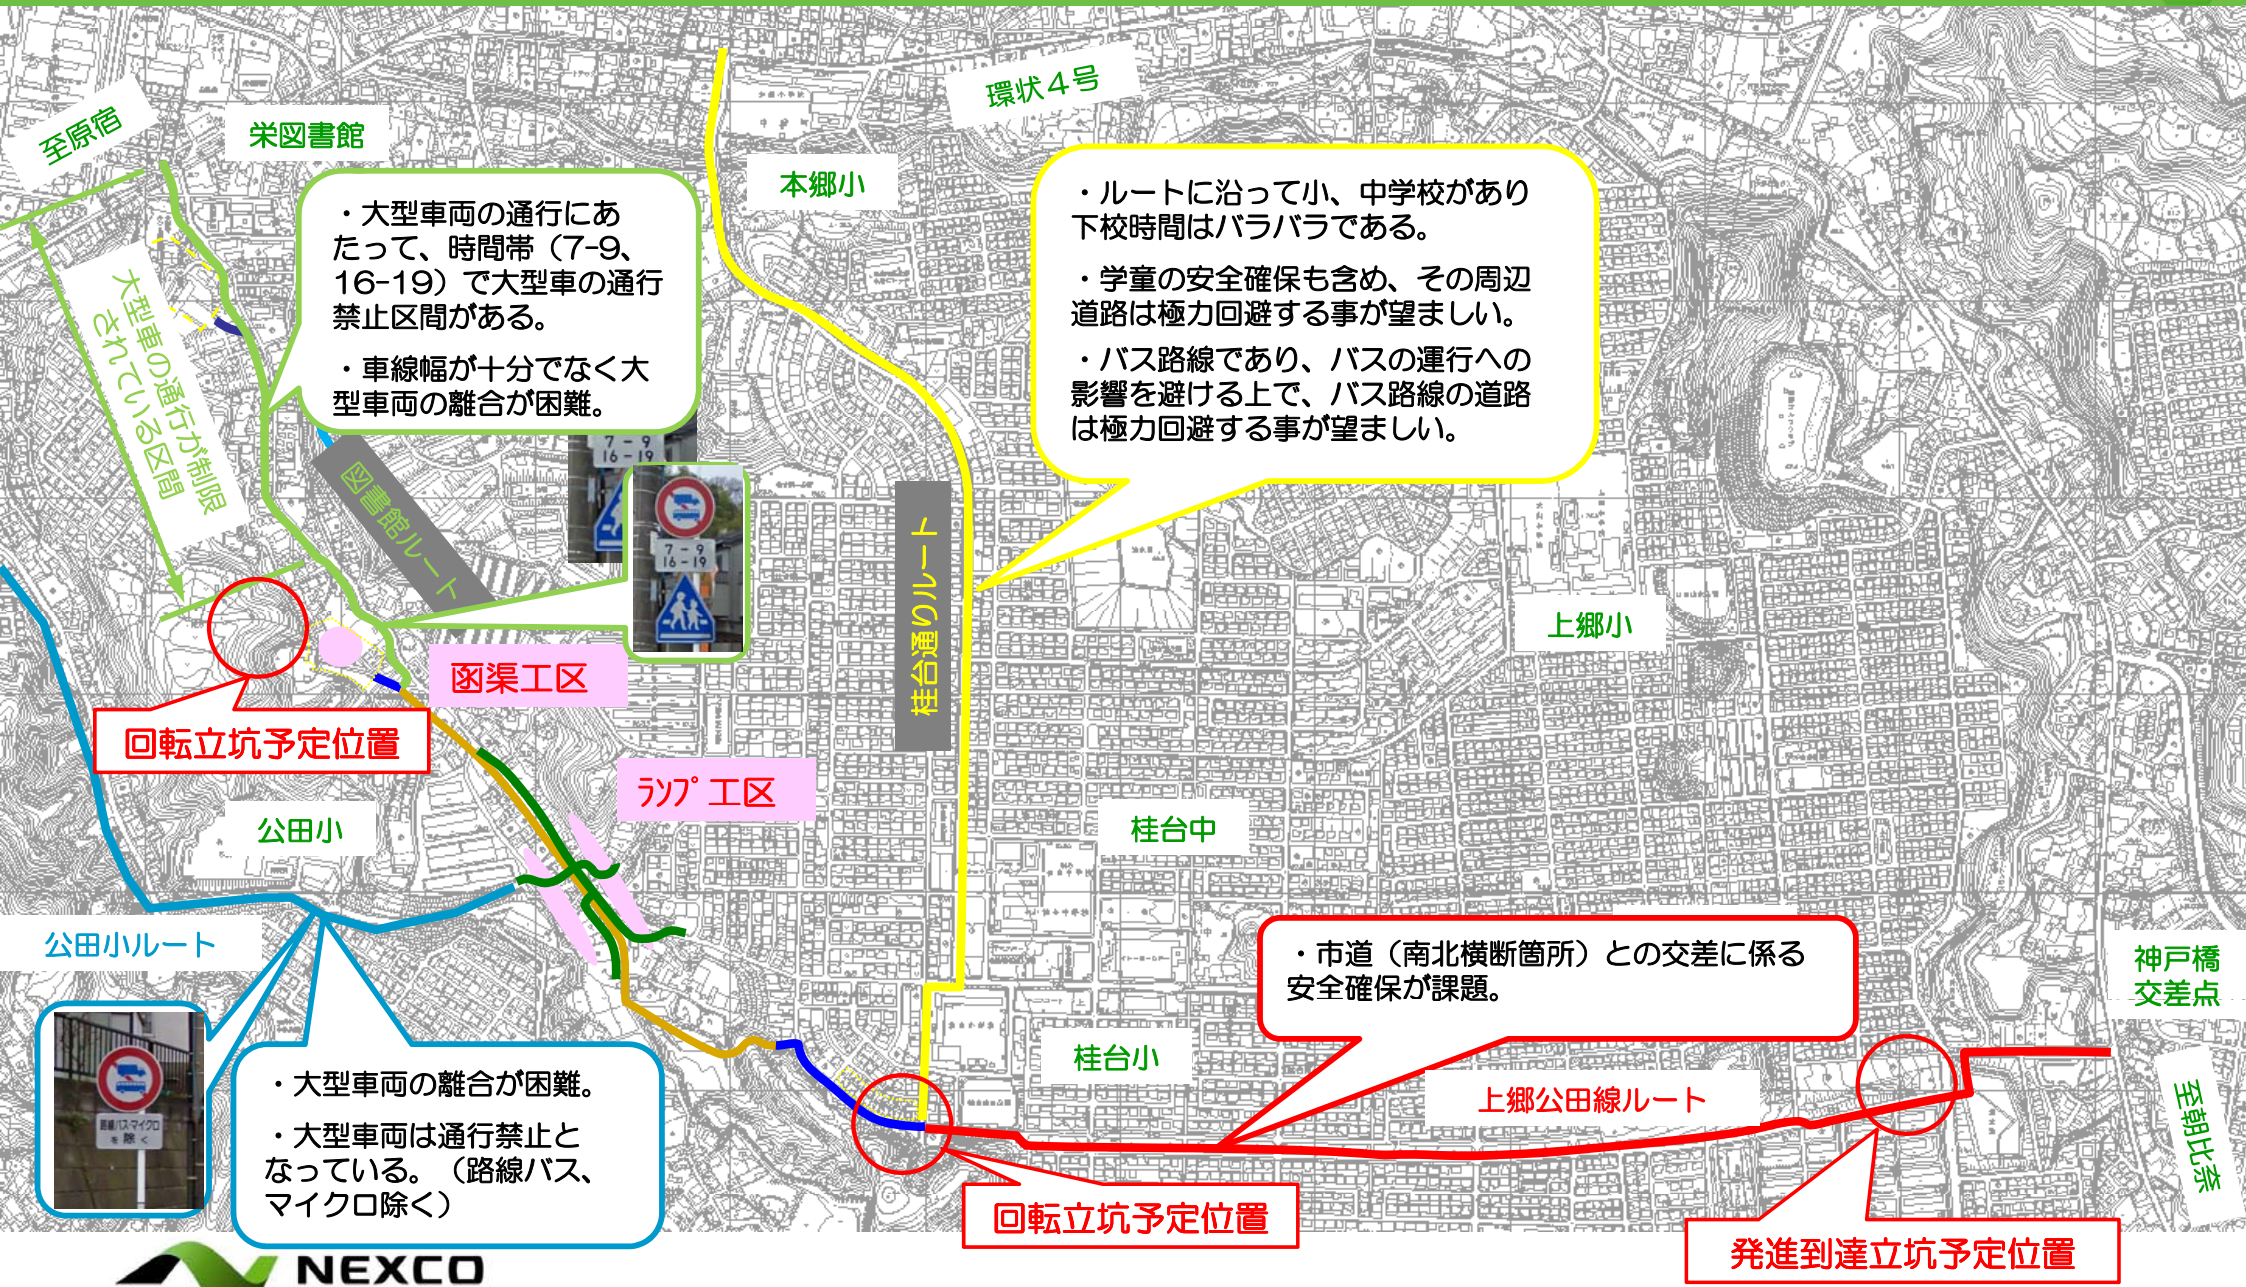 環状４号
至原宿
栄図書館
本郷小
・大型車両の通行にあ
たって、時間帯（7-9、
16-19）で大型車の通行
禁止区間がある。
・車線幅が十分でなく大
型車両の離合が困難。
・ルートに沿って小、中学校があり
下校時間はバラバラである。
・学童の安全確保も含め、その周辺
道路は極力回避する事が望ましい。
・バス路線であり、バスの運行への
影響を避ける上で、バス路線の道路
は極力回避する事が望ましい。
大型車の通行が制限
されている区間
図書館ルート
7-9
16-19
7-9
16-19
桂台通りルート
上郷小
函渠工区
回転立坑予定位置
ﾗﾝﾌﾟ工区
公田小
桂台中
公田小ルート
・市道（南北横断箇所）との交差に係る
安全確保が課題。
神戸橋
交差点
桂台小
上郷公田線ルート
至朝比奈
路線バス・マイクロ
を除く
・大型車両の離合が困難。
・大型車両は通行禁止と
なっている。（路線バス、
マイクロ除く）
回転立坑予定位置
発進到達立坑予定位置
NEXCO